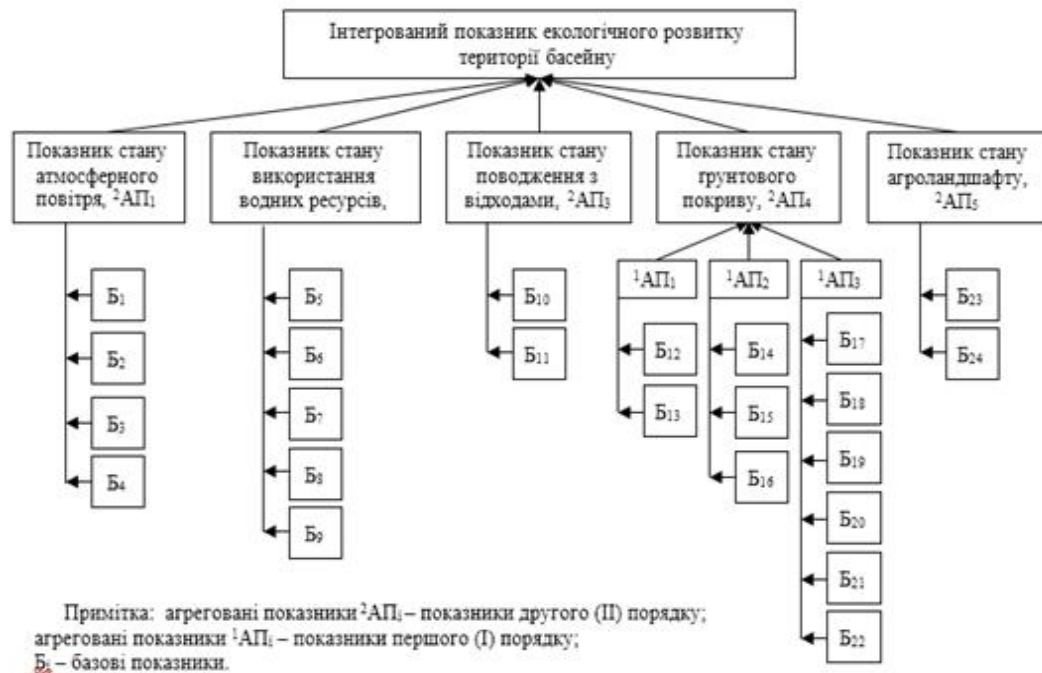 Інтегрований показник екологічного розвитку
території басейну
Показник стану
атмосферного
повітря, ²АП₁
Показник стану
використання
водних ресурсів,
Показник стану
поводження з
відходами, ²АП₃
Показник стану
ґрунтового
покриву, ²АП₄
Показник стану
агроландшафту,
²АП₅
¹АП₁
¹АП₂
¹АП₃
Б₁
Б₂
Б₃
Б₄
Б₅
Б₆
Б₇
Б₈
Б₉
Б₁₀
Б₁₁
Б₁₂
Б₁₃
Б₁₄
Б₁₅
Б₁₆
Б₁₇
Б₁₈
Б₁₉
Б₂₀
Б₂₁
Б₂₂
Б₂₃
Б₂₄
Примітка: агреговані показники ²АПᵢ – показники другого (ІІ) порядку;
агреговані показники ¹АПᵢ – показники першого (І) порядку;
Бᵢ – базові показники.